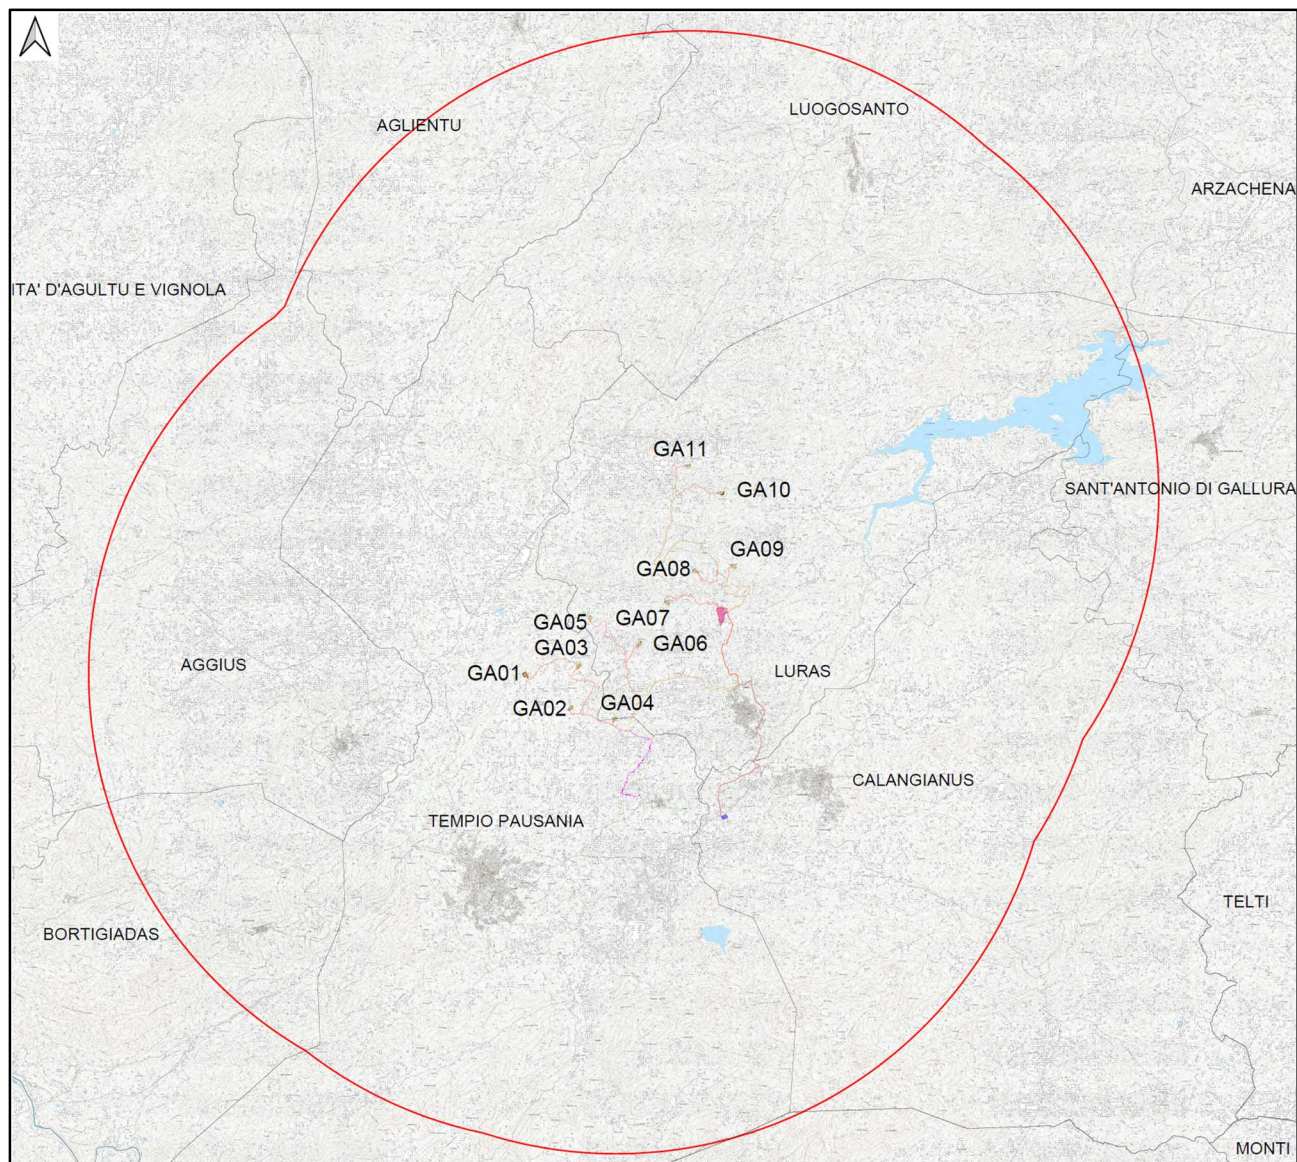 LUOGOSANTO
AGLIENTU
ARZACHENA
ITA' D'AGULTU E VIGNOLA
GA11
GA10
SANT'ANTONIO DI GALLURA
GA09
GA08
GA07
GA05
GA06
GA03
AGGIUS
LURAS
GA01
GA04
GA02
CALANGIANUS
TEMPIO PAUSANIA
TELTI
BORTIGIADAS
MONTI